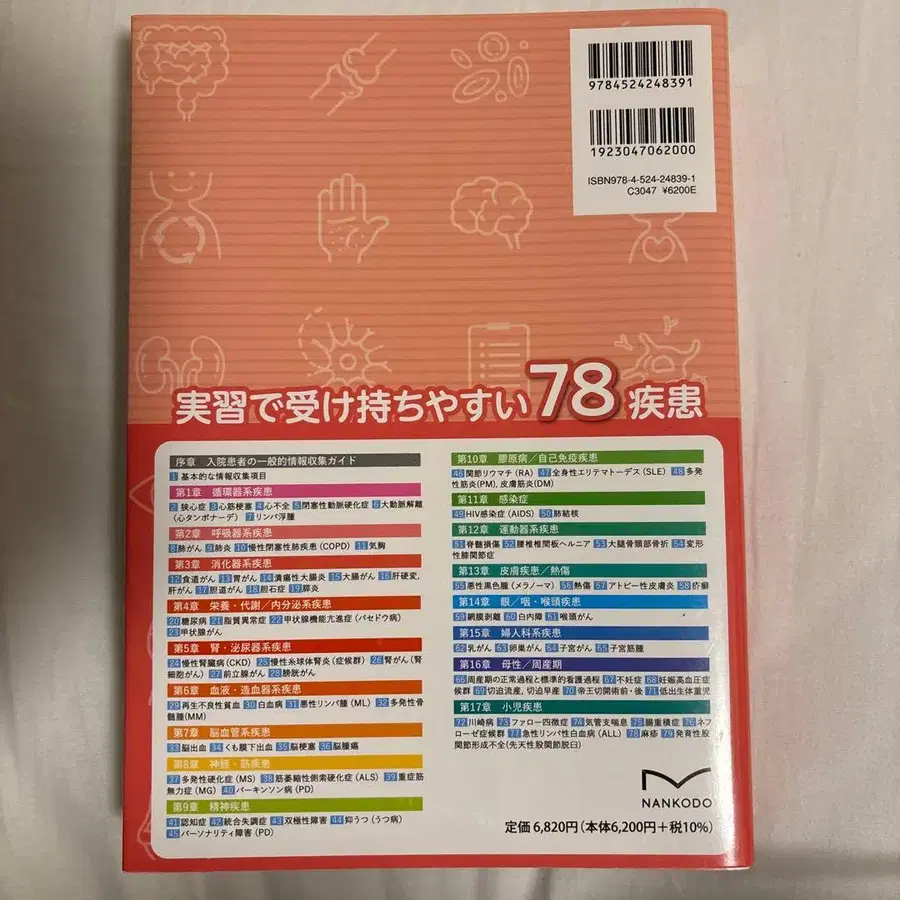 9784524248391
1923047062000
ISBN978-4-524-24839-1
C3047 ¥6200E
実習で受け持ちやすい78疾患
序章 入院患者の一般的情報収集ガイド
1 基本的な情報収集項目
第1章 循環器系疾患
2 狭心症 3 心筋梗塞 4 心不全 5 閉塞性動脈硬化症 6 大動脈解離
(心タンポナーデ) 7 リンパ浮腫
第2章 呼吸器系疾患
8 肺がん 9 肺炎 10 慢性閉塞性肺疾患(COPD) 11 気胸
第3章 消化器系疾患
12 食道がん 13 胃がん 14 潰瘍性大腸炎 15 大腸がん 16 肝硬変,
肝がん 17 胆道がん 18 胆石症 19 膵炎
第4章 栄養・代謝/内分泌系疾患
20 糖尿病 21 脂質異常症 22 甲状腺機能亢進症(バセドウ病)
23 甲状腺がん
第5章 腎・泌尿器系疾患
24 慢性腎臓病(CKD) 25 慢性糸球体腎炎(症候群) 26 腎がん(腎
細胞がん) 27 前立腺がん 28 膀胱がん
第6章 血液・造血器系疾患
29 再生不良性貧血 30 白血病 31 悪性リンパ腫(ML) 32 多発性骨
髄腫(MM)
第7章 脳血管系疾患
33 脳出血 34 くも膜下出血 35 脳梗塞 36 脳腫瘍
第8章 神経・筋疾患
37 多発性硬化症(MS) 38 筋萎縮性側索硬化症(ALS) 39 重症筋
無力症(MG) 40 パーキンソン病(PD)
第9章 精神疾患
41 認知症 42 統合失調症 43 双極性障害 44 抑うつ(うつ病)
45 パーソナリティ障害(PD)
第10章 膠原病/自己免疫疾患
46 関節リウマチ(RA) 47 全身性エリテマトーデス(SLE) 48 多発
性筋炎(PM), 皮膚筋炎(DM)
第11章 感染症
49 HIV感染症(AIDS) 50 肺結核
第12章 運動器系疾患
51 脊髄損傷 52 腰椎椎間板ヘルニア 53 大腿骨頸部骨折 54 変形
性膝関節症
第13章 皮膚疾患/熱傷
55 悪性黒色腫(メラノーマ) 56 熱傷 57 アトピー性皮膚炎 58 疥癬
第14章 眼/咽・喉頭疾患
59 網膜剥離 60 白内障 61 喉頭がん
第15章 婦人科系疾患
62 乳がん 63 卵巣がん 64 子宮がん 65 子宮筋腫
第16章 母性/周産期
66 周産期の正常過程と標準的看護過程 67 不妊症 68 妊娠高血圧症
候群 69 切迫流産, 切迫早産 70 帝王切開術前・後 71 低出生体重児
第17章 小児疾患
72 川崎病 73 ファロー四徴症 74 気管支喘息 75 腸重積症 76 ネフ
ローゼ症候群 77 急性リンパ性白血病(ALL) 78 麻疹 79 発育性股
関節形成不全(先天性股関節脱臼)
NANKODO
定価 6,820円(本体6,200円+税10%)